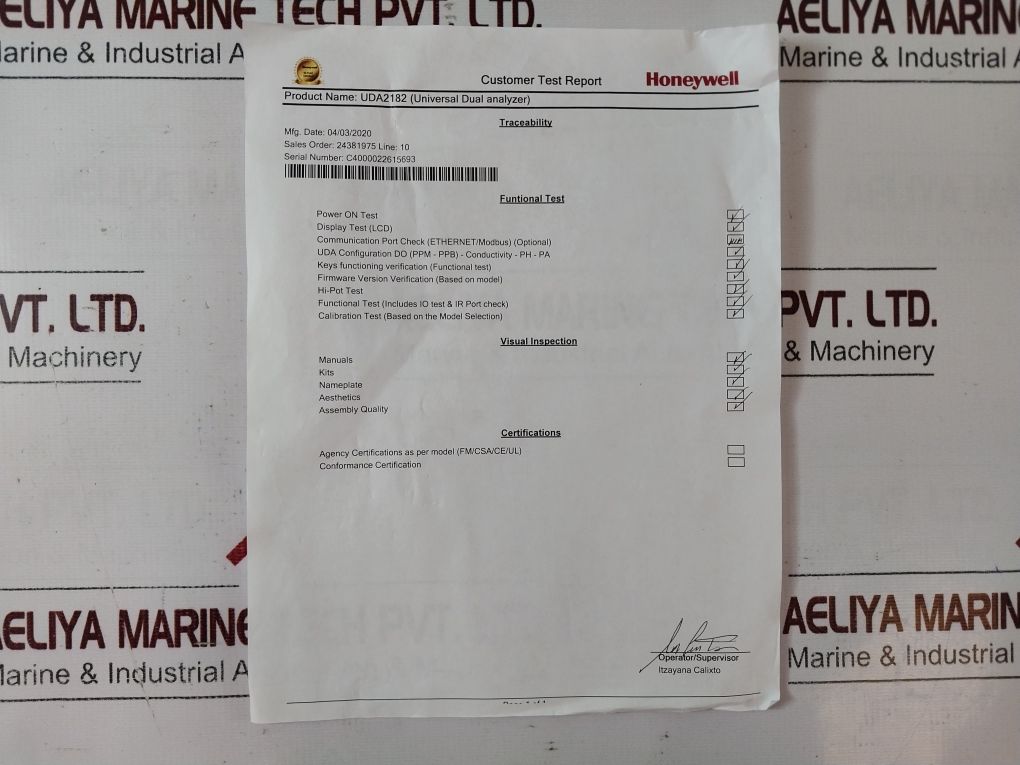 AELIYA MARINE TECH PVT. LTD.
Marine & Industrial A
AELIYA MARIN
Marine & Industrial A
Customer Test Report
Honeywell
Product Name: UDA2182 (Universal Dual analyzer)
Traceability
Mfg. Date: 04/03/2020
Sales Order: 24381975 Line: 10
Serial Number: C4000022615693
Funtional Test
Power ON Test
Display Test (LCD)
Communication Port Check (ETHERNET/Modbus) (Optional) N/A
UDA Configuration DO (PPM - PPB) - Conductivity - PH - PA
Keys functioning verification (Functional test)
Firmware Version Verification (Based on model)
Hi-Pot Test
Functional Test (Includes IO test & IR Port check)
Calibration Test (Based on the Model Selection)
VT. LTD.
Machinery
PVT. LTD.
& Machinery
Visual Inspection
Manuals
Kits
Nameplate
Aesthetics
Assembly Quality
Certifications
Agency Certifications as per model (FM/CSA/CE/UL)
Conformance Certification
AELIYA MARINE
Marine & Industrial A
AELIYA MARIN
Marine & Industrial
Operator/Supervisor
Itzayana Calixto